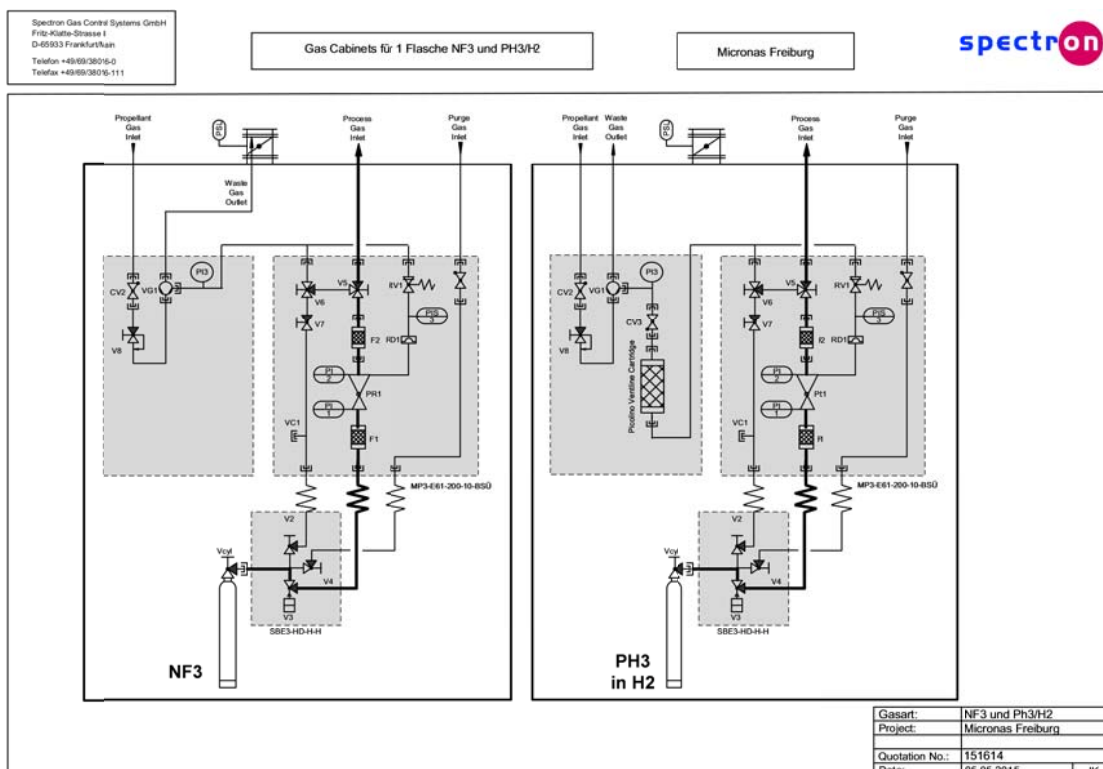 Spectron Gas Control Systems GmbH
Fritz-Klatte-Strasse 1
D-65933 Frankfurt/Main
Telefon +49/69/38016-0
Telefax +49/69/38016-111
Gas Cabinets für 1 Flasche NF3 und PH3/H2
Micronas Freiburg
spectron
Propellant
Gas
Inlet
PSL
Process
Gas
Inlet
Purge
Gas
Inlet
Waste
Gas
Outlet
CV2
VG1
PI3
V8
V6
V5
RV1
V7
F2
PIS
3
RD1
PI
2
PR1
PI
1
VC1
F1
MP3-E61-200-10-BSÜ
V2
Vcyl
V4
V3
SBE3-HD-H-H
NF3
Propellant
Gas
Inlet
Waste
Gas
Outlet
PSL
Process
Gas
Inlet
Purge
Gas
Inlet
CV2
VG1
PI3
V8
CV3
Picolino Ventline Cartridge
V6
V5
RV1
V7
f2
PIS
3
RD1
PI
2
Pt1
PI
1
VC1
f1
MP3-E61-200-10-BSÜ
V2
Vcyl
V4
V3
SBE3-HD-H-H
PH3
in H2
Gasart: NF3 und Ph3/H2
Project: Micronas Freiburg
Quotation No.: 151614